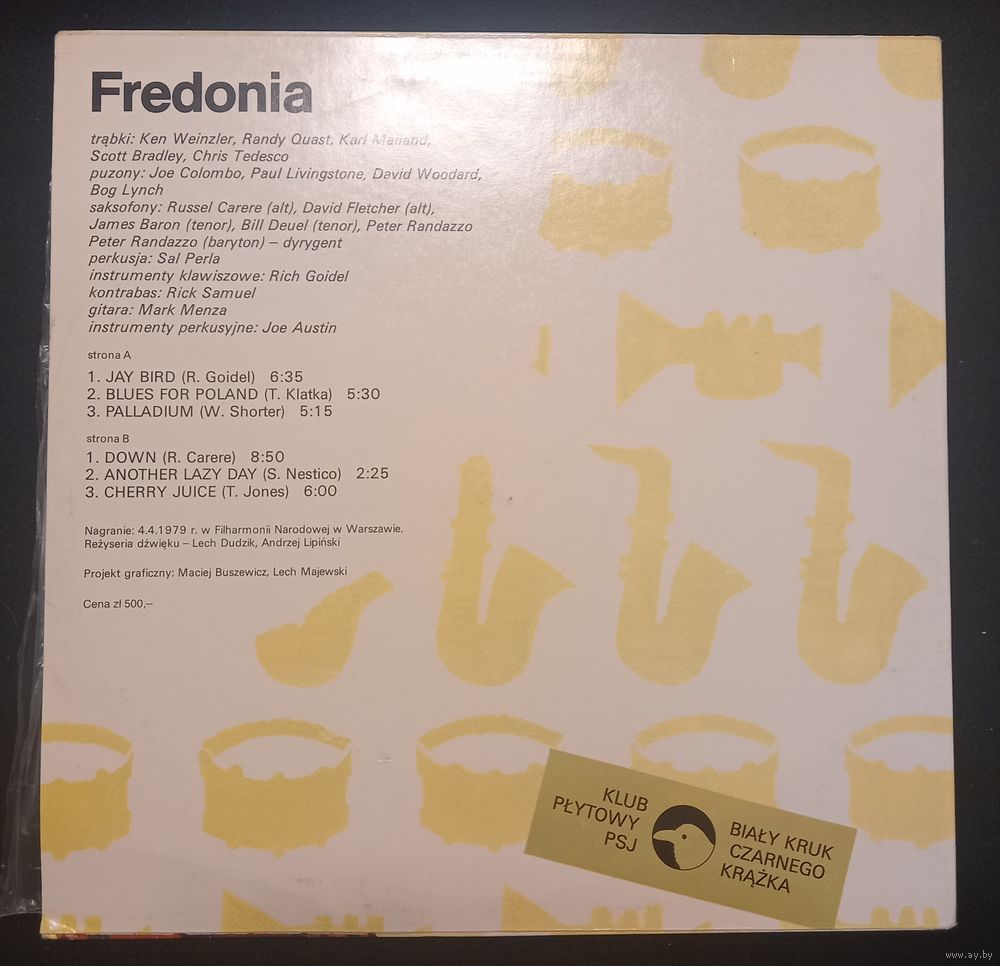 Fredonia
trąbki: Ken Weinzler, Randy Quast, Karl Mailand,
Scott Bradley, Chris Tedesco
puzony: Joe Colombo, Paul Livingstone, David Woodard,
Bog Lynch
saksofony: Russel Carere (alt), David Fletcher (alt),
James Baron (tenor), Bill Deuel (tenor), Peter Randazzo
Peter Randazzo (baryton) – dyrygent
perkusja: Sal Perla
instrumenty klawiszowe: Rich Goidel
kontrabas: Rick Samuel
gitara: Mark Menza
instrumenty perkusyjne: Joe Austin
strona A
1. JAY BIRD (R. Goidel) 6:35
2. BLUES FOR POLAND (T. Klatka) 5:30
3. PALLADIUM (W. Shorter) 5:15
strona B
1. DOWN (R. Carere) 8:50
2. ANOTHER LAZY DAY (S. Nestico) 2:25
3. CHERRY JUICE (T. Jones) 6:00
Nagranie: 4.4.1979 r. w Filharmonii Narodowej w Warszawie.
Reżyseria dźwięku – Lech Dudzik, Andrzej Lipiński
Projekt graficzny: Maciej Buszewicz, Lech Majewski
Cena zł 500,–
KLUB
PŁYTOWY
PSJ
BIAŁY KRUK
CZARNEGO
KRĄŻKA
www.ay.by